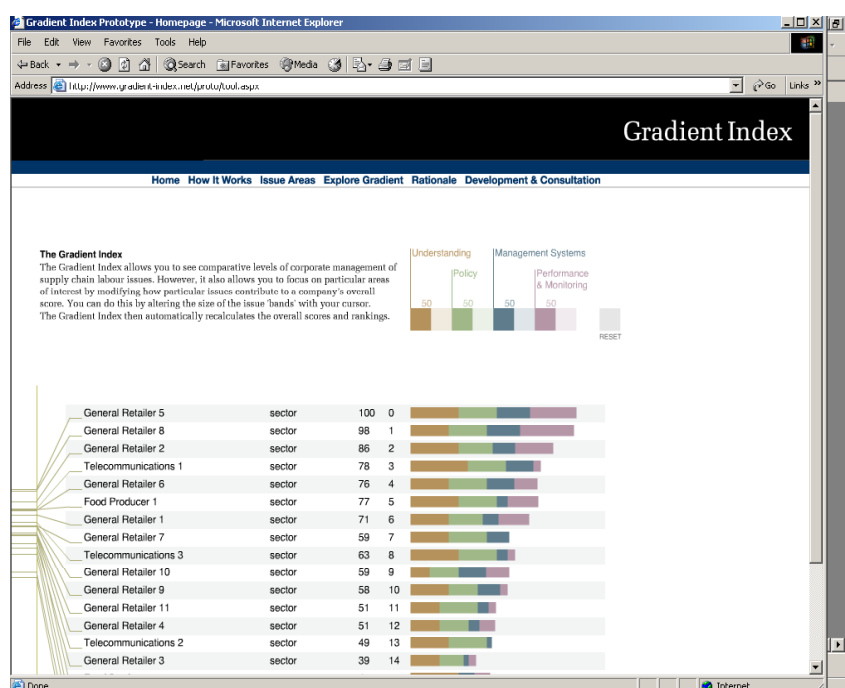 Gradient Index Prototype - Homepage - Microsoft Internet Explorer
File Edit View Favorites Tools Help
Back Search Favorites Media
Address http://www.gradient-index.net/proto/tool.aspx Go Links »
Gradient Index
Home How It Works Issue Areas Explore Gradient Rationale Development & Consultation
The Gradient Index
The Gradient Index allows you to see comparative levels of corporate management of
supply chain labour issues. However, it also allows you to focus on particular areas
of interest by modifying how particular issues contribute to a company's overall
score. You can do this by altering the size of the issue 'bands' with your cursor.
The Gradient Index then automatically recalculates the overall scores and rankings.
Understanding Management Systems
Policy Performance
& Monitoring
50 50 50 50
RESET
General Retailer 5 sector 100 0
General Retailer 8 sector 98 1
General Retailer 2 sector 86 2
Telecommunications 1 sector 78 3
General Retailer 6 sector 76 4
Food Producer 1 sector 77 5
General Retailer 1 sector 71 6
General Retailer 7 sector 59 7
Telecommunications 3 sector 63 8
General Retailer 10 sector 59 9
General Retailer 9 sector 58 10
General Retailer 11 sector 51 11
General Retailer 4 sector 51 12
Telecommunications 2 sector 49 13
General Retailer 3 sector 39 14
Done Internet